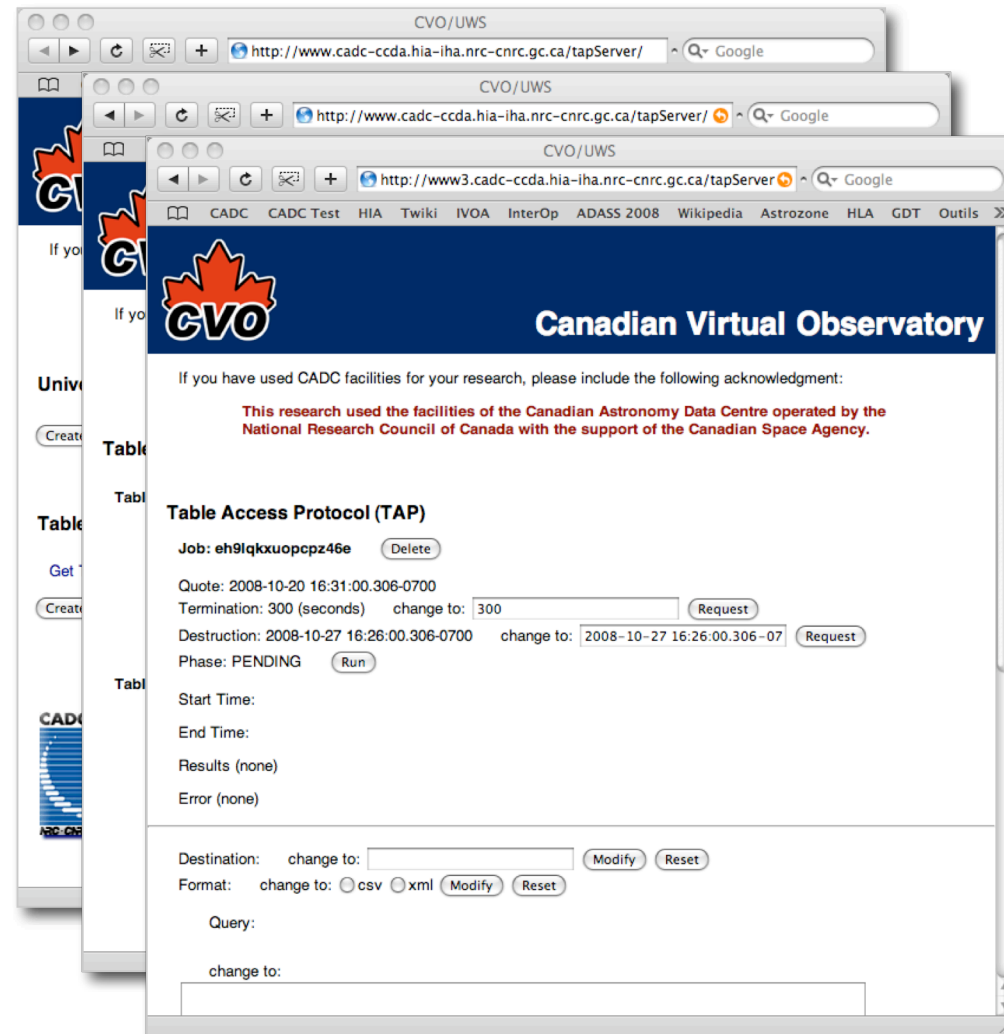 CVO/UWS
http://www.cadc-ccda.hia-iha.nrc-cnrc.gc.ca/tapServer/ Google
CVO/UWS
http://www.cadc-ccda.hia-iha.nrc-cnrc.gc.ca/tapServer/ Google
CVO/UWS
http://www3.cadc-ccda.hia-iha.nrc-cnrc.gc.ca/tapServer Google
CADC CADC Test HIA Twiki IVOA InterOp ADASS 2008 Wikipedia Astrozone HLA GDT Outils
CVO
Canadian Virtual Observatory
If you have used CADC facilities for your research, please include the following acknowledgment:
This research used the facilities of the Canadian Astronomy Data Centre operated by the
National Research Council of Canada with the support of the Canadian Space Agency.
Table Access Protocol (TAP)
Job: eh9lqkxuopcpz46e Delete
Quote: 2008-10-20 16:31:00.306-0700
Termination: 300 (seconds) change to: 300 Request
Destruction: 2008-10-27 16:26:00.306-0700 change to: 2008-10-27 16:26:00.306-07 Request
Phase: PENDING Run
Start Time:
End Time:
Results (none)
Error (none)
Destination: change to: Modify Reset
Format: change to: csv xml Modify Reset
Query:
change to:
If you
Table
Get
If yo
Table
CADC